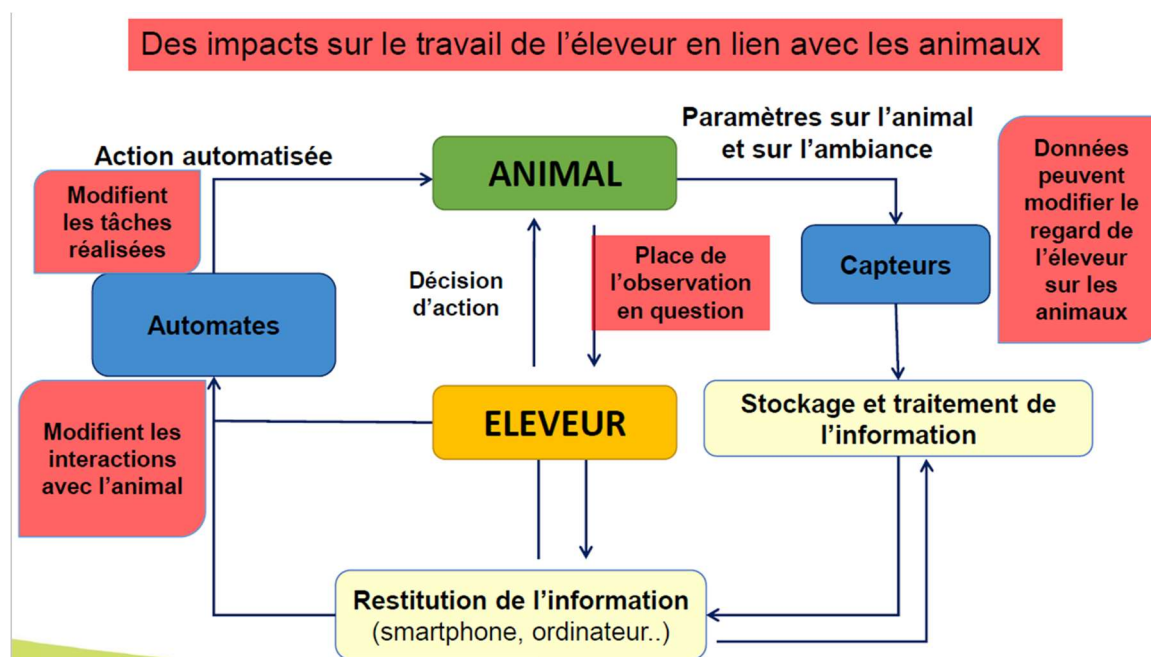 Des impacts sur le travail de l’éleveur en lien avec les animaux
Action automatisée
Modifient
les tâches
réalisées
ANIMAL
Paramètres sur l’animal
et sur l’ambiance
Données
peuvent
modifier le
regard de
l’éleveur
sur les
animaux
Décision
d’action
Place de
l’observation
en question
Capteurs
Automates
Modifient les
interactions
avec l’animal
ELEVEUR
Stockage et traitement de
l’information
Restitution de l’information
(smartphone, ordinateur..)